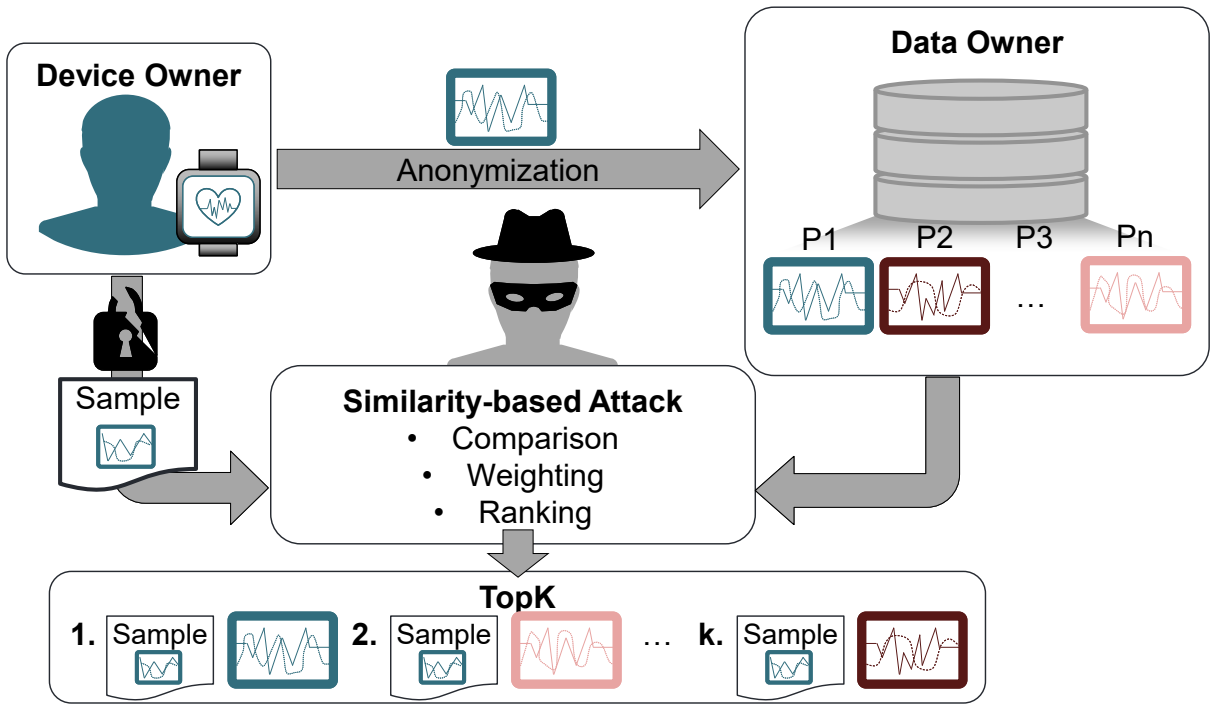 Device Owner
Data Owner
Anonymization
P1 P2 P3 Pn
…
Sample
Similarity-based Attack
• Comparison
• Weighting
• Ranking
TopK
1. Sample 2. Sample … k. Sample